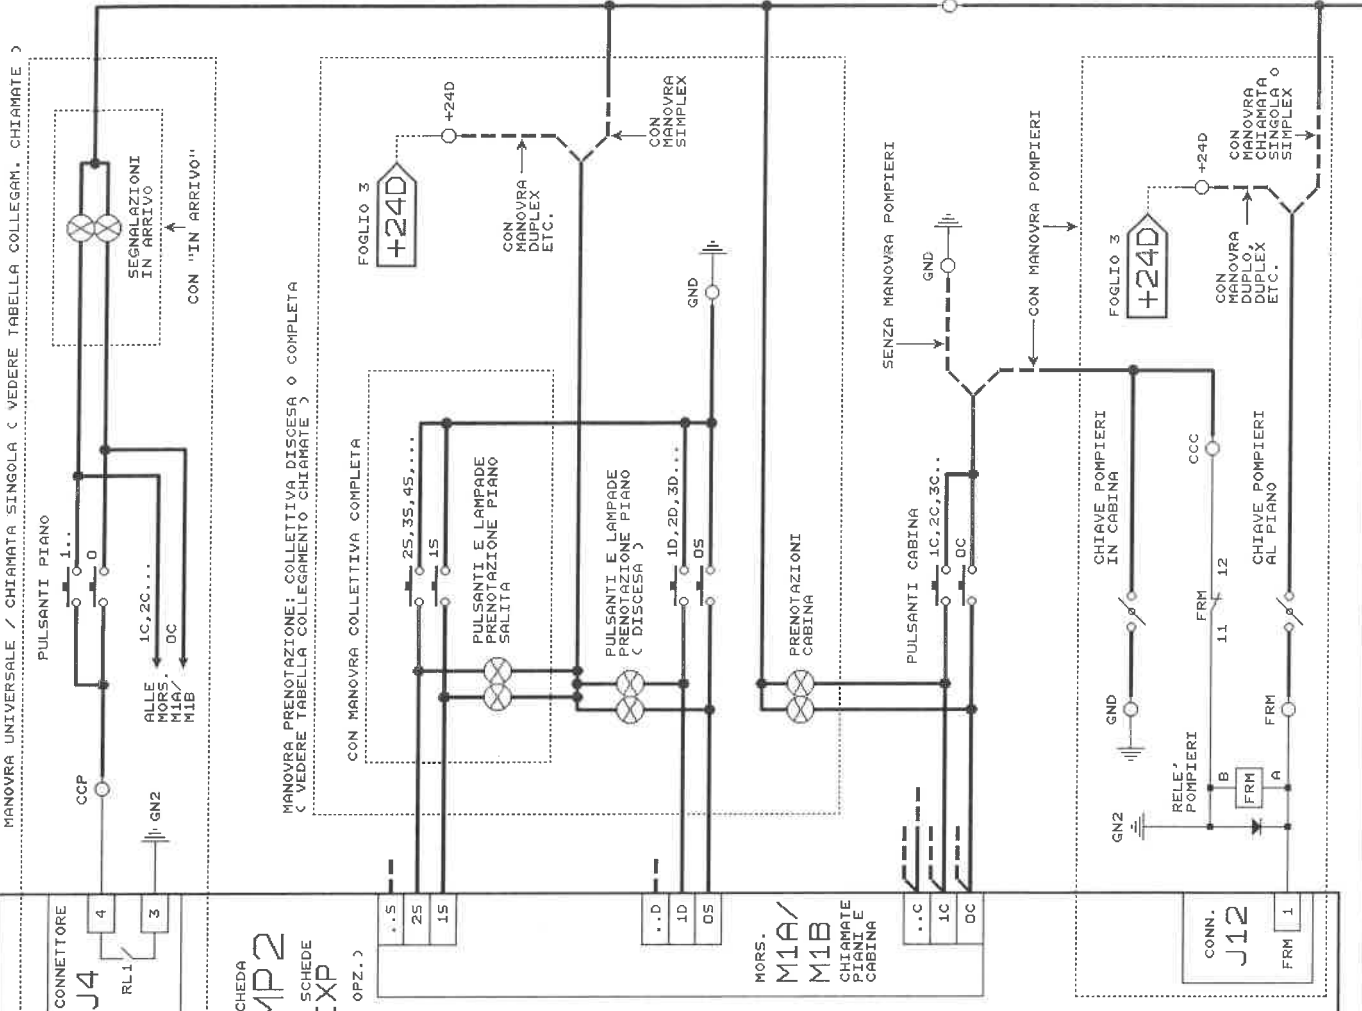 MANOVRA UNIVERSALE / CHIAMATA SINGOLA ( VEDERE TABELLA COLLEGAM. CHIAMATE )
SEGNALAZIONI
IN ARRIVO
CON "IN ARRIVO"
PULSANTI PIANO
1..
0
1C,2C...
0C
ALLE
MORS.
M1A/
M1B
CCP
GN2
CONNETTORE
J4
4
3
RL1
MANOVRA PRENOTAZIONE: COLLETTIVA DISCESA O COMPLETA
( VEDERE TABELLA COLLEGAMENTO CHIAMATE )
CON MANOVRA COLLETTIVA COMPLETA
FOGLIO 3
+24D
+24D
CON
MANOVRA
DUPLEX
ETC.
CON
MANOVRA
SIMPLEX
GND
2S,3S,4S,...
1S
PULSANTI E LAMPADE
PRENOTAZIONE PIANO
SALITA
PULSANTI E LAMPADE
PRENOTAZIONE PIANO
( DISCESA )
1D,2D,3D...
0S
PRENOTAZIONI
CABINA
PULSANTI CABINA
1C,2C,3C..
0C
SENZA MANOVRA POMPIERI
GND
CON MANOVRA POMPIERI
FOGLIO 3
+24D
+24D
CON
MANOVRA
DUPLO,
DUPLEX
ETC.
CON
MANOVRA
CHIAMATA
SINGOLA O
SIMPLEX
CHIAVE POMPIERI
IN CABINA
CCC
CHIAVE POMPIERI
AL PIANO
FRM
12
11
GND
FRM
RELE'
POMPIERI
B
FRM
A
GN2
CHEDA
MP2
SCHEDE
EXP
OPZ.)
..S
2S
1S
..D
1D
0S
MORS.
M1A/
M1B
CHIAMATE
PIANI E
CABINA
..C
1C
0C
CONN.
J12
1
FRM